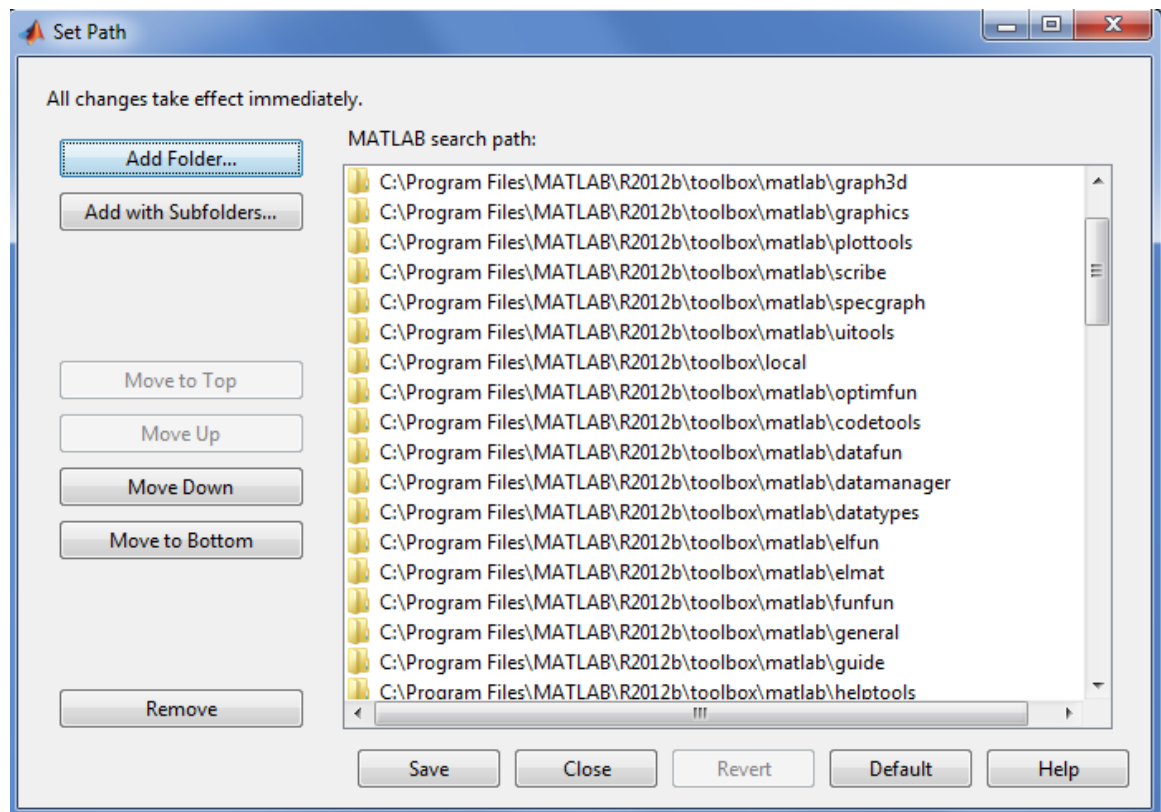 Set Path
All changes take effect immediately.
Add Folder...
Add with Subfolders...
Move to Top
Move Up
Move Down
Move to Bottom
Remove
MATLAB search path:
C:\Program Files\MATLAB\R2012b\toolbox\matlab\graph3d
C:\Program Files\MATLAB\R2012b\toolbox\matlab\graphics
C:\Program Files\MATLAB\R2012b\toolbox\matlab\plottools
C:\Program Files\MATLAB\R2012b\toolbox\matlab\scribe
C:\Program Files\MATLAB\R2012b\toolbox\matlab\specgraph
C:\Program Files\MATLAB\R2012b\toolbox\matlab\uitools
C:\Program Files\MATLAB\R2012b\toolbox\local
C:\Program Files\MATLAB\R2012b\toolbox\matlab\optimfun
C:\Program Files\MATLAB\R2012b\toolbox\matlab\codetools
C:\Program Files\MATLAB\R2012b\toolbox\matlab\datafun
C:\Program Files\MATLAB\R2012b\toolbox\matlab\datamanager
C:\Program Files\MATLAB\R2012b\toolbox\matlab\datatypes
C:\Program Files\MATLAB\R2012b\toolbox\matlab\elfun
C:\Program Files\MATLAB\R2012b\toolbox\matlab\elmat
C:\Program Files\MATLAB\R2012b\toolbox\matlab\funfun
C:\Program Files\MATLAB\R2012b\toolbox\matlab\general
C:\Program Files\MATLAB\R2012b\toolbox\matlab\guide
C:\Program Files\MATLAB\R2012b\toolbox\matlab\helptools
Save
Close
Revert
Default
Help